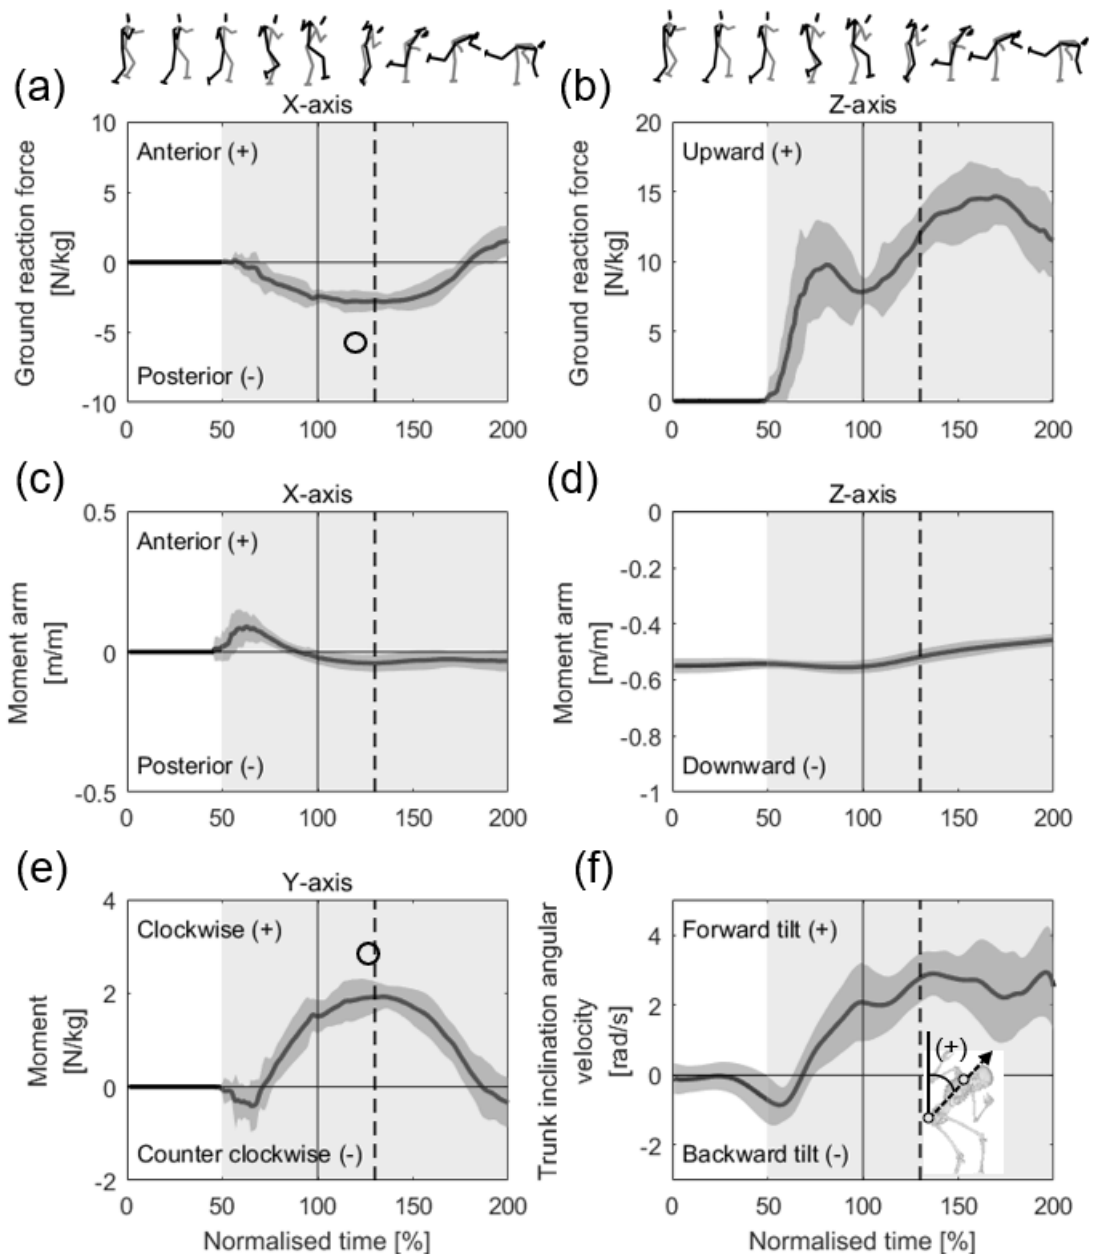 (a)
X-axis
Ground reaction force
[N/kg]
10
5
0
-5
-10
Anterior (+)
Posterior (-)
0 50 100 150 200
(b)
Z-axis
Ground reaction force
[N/kg]
20
15
10
5
0
Upward (+)
0 50 100 150 200
(c)
X-axis
Moment arm
[m/m]
0.5
0
-0.5
Anterior (+)
Posterior (-)
0 50 100 150 200
(d)
Z-axis
Moment arm
[m/m]
0
-0.2
-0.4
-0.6
-0.8
-1
Downward (-)
0 50 100 150 200
(e)
Y-axis
Moment
[N/kg]
4
2
0
-2
Clockwise (+)
Counter clockwise (-)
0 50 100 150 200
Normalised time [%]
(f)
Trunk inclination angular
velocity
[rad/s]
4
2
0
-2
Forward tilt (+)
(+)
Backward tilt (-)
0 50 100 150 200
Normalised time [%]